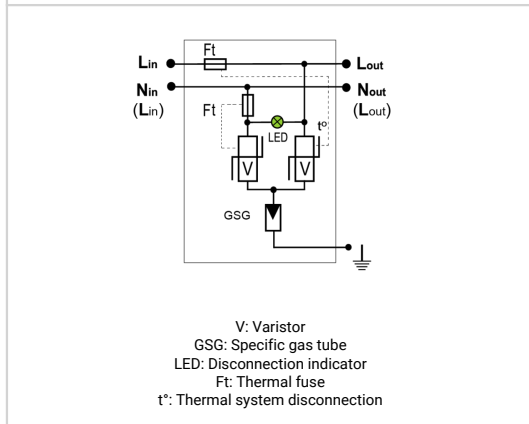 Ft
Lin Lout
Nin Nout
(Lin) Ft (Lout)
t°
LED
V V
GSG
V: Varistor
GSG: Specific gas tube
LED: Disconnection indicator
Ft: Thermal fuse
t°: Thermal system disconnection